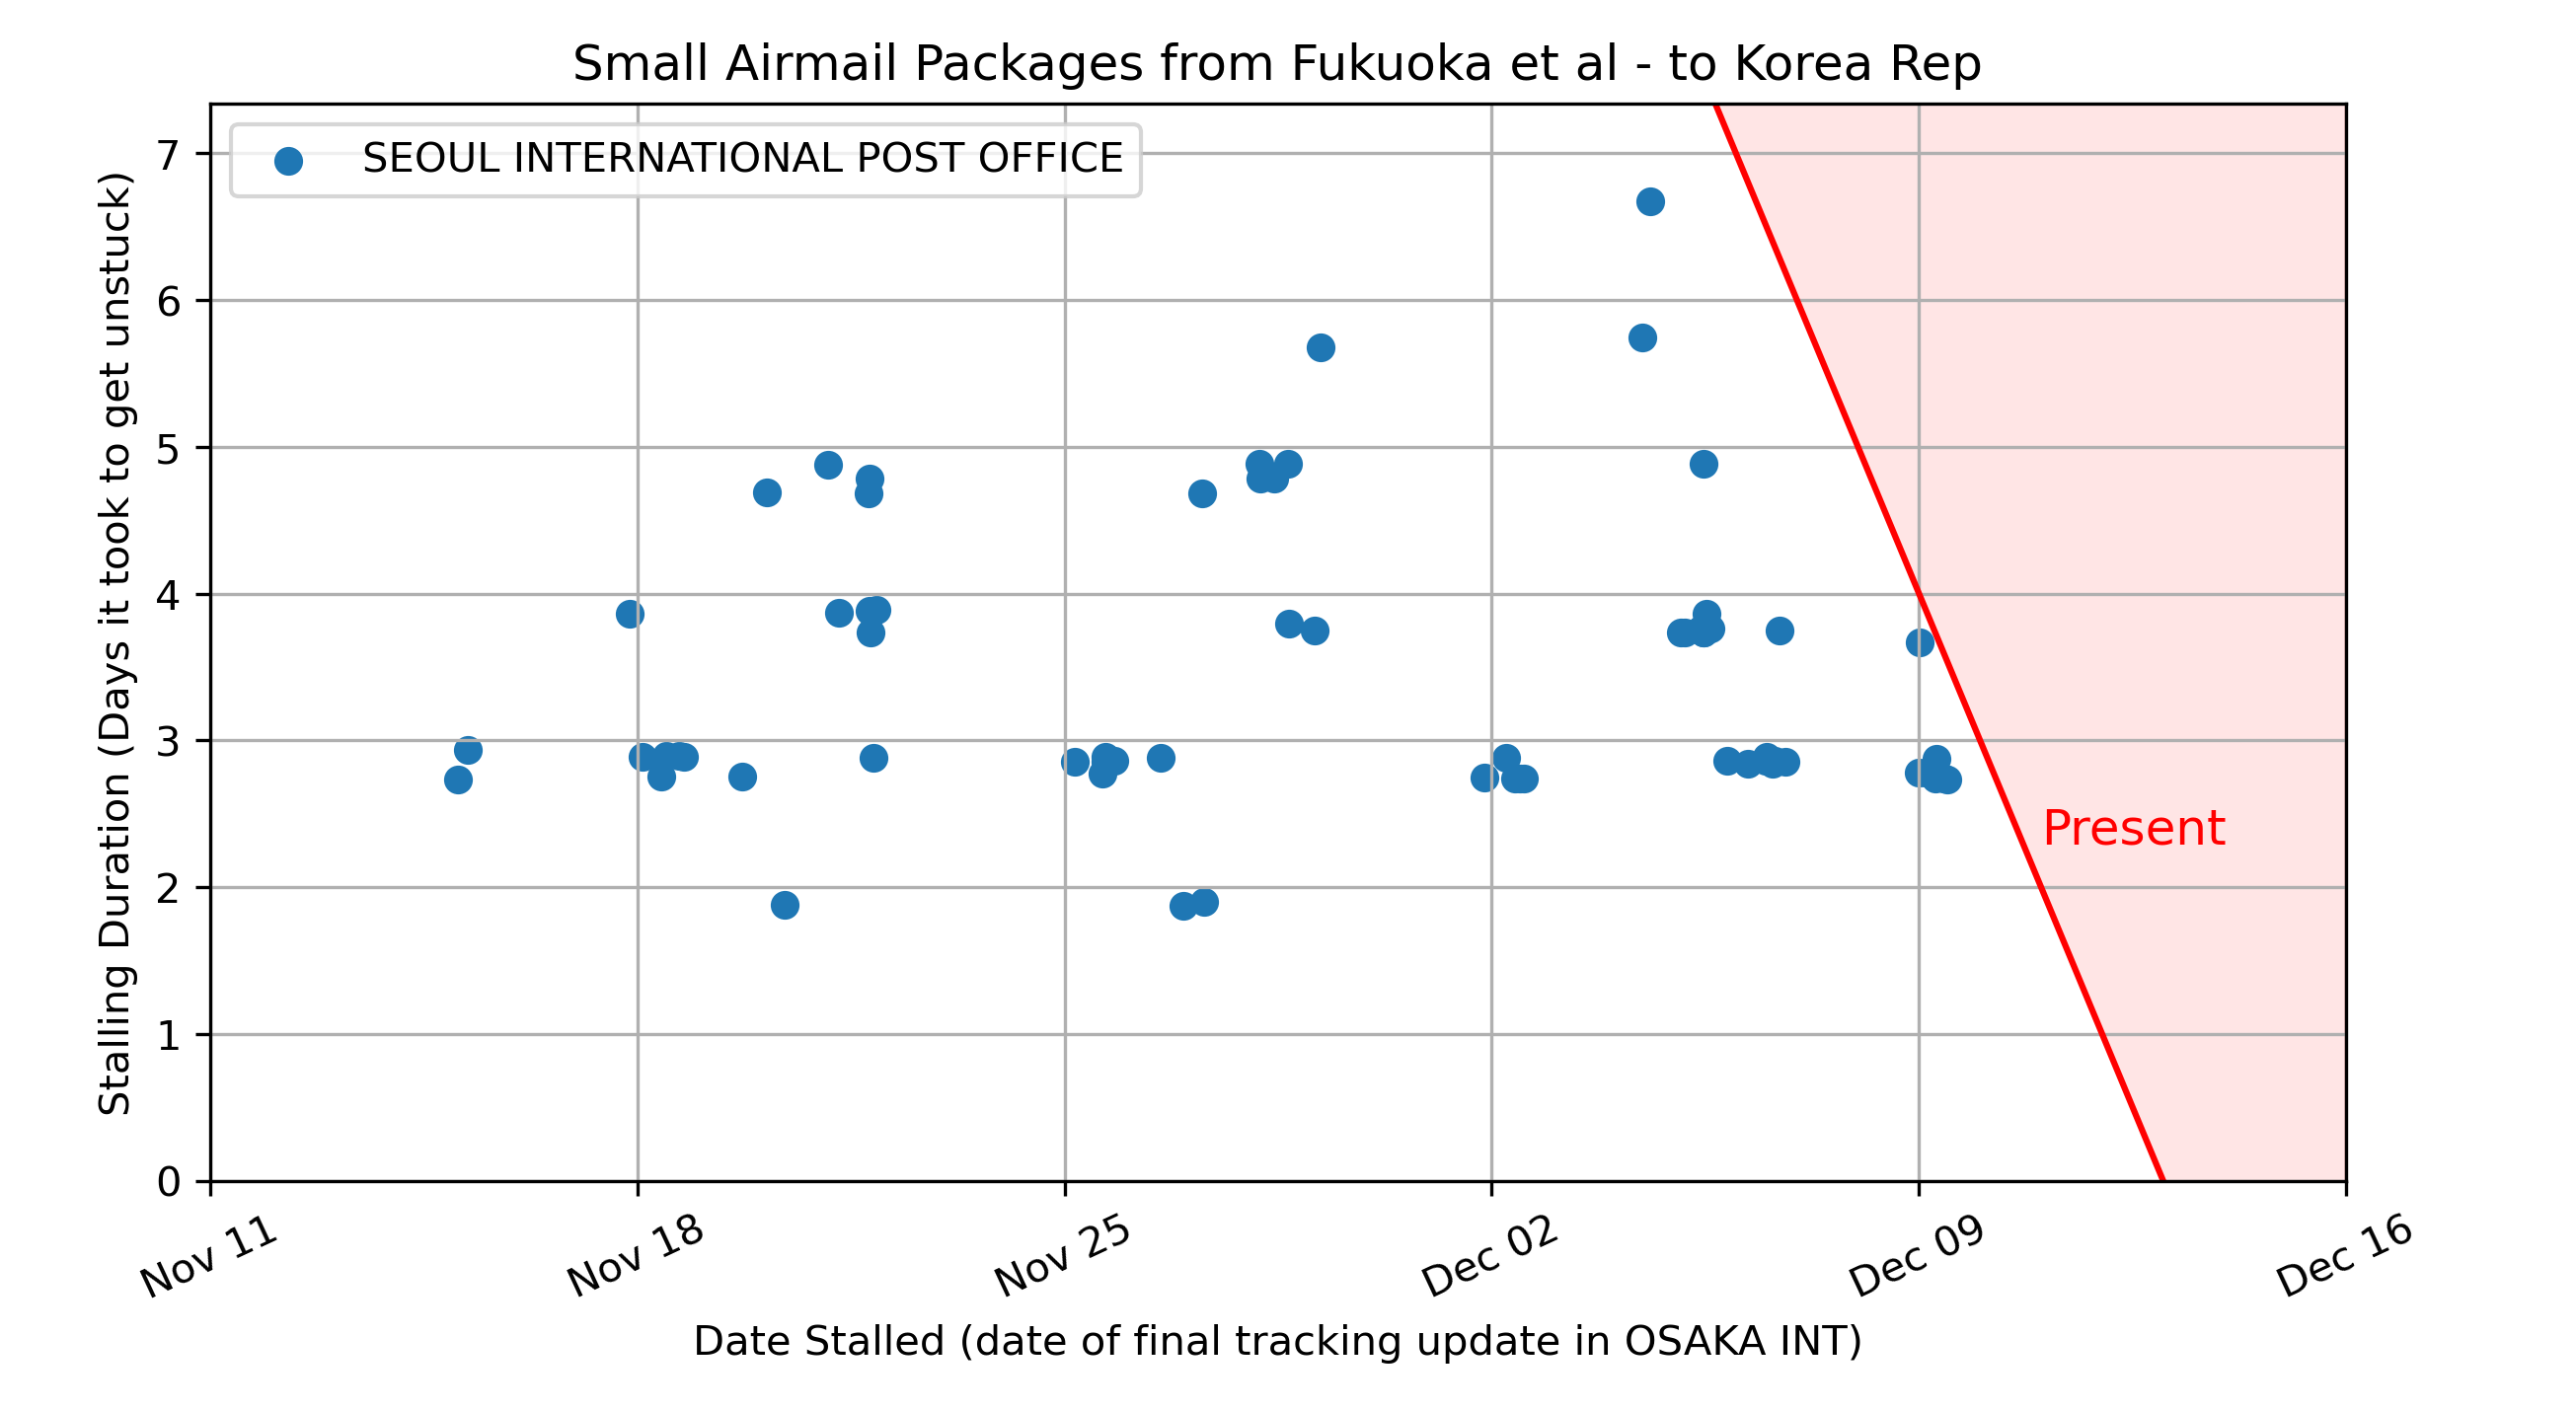 Small Airmail Packages from Fukuoka et al - to Korea Rep
SEOUL INTERNATIONAL POST OFFICE
Stalling Duration (Days it took to get unstuck)
7
6
5
4
3
2
1
0
Present
Nov 11
Nov 18
Nov 25
Dec 02
Dec 09
Dec 16
Date Stalled (date of final tracking update in OSAKA INT)